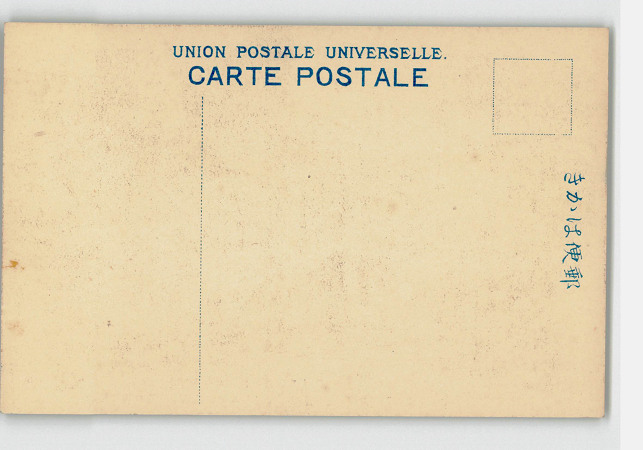 UNION POSTALE UNIVERSELLE.
CARTE POSTALE
きかは便郵